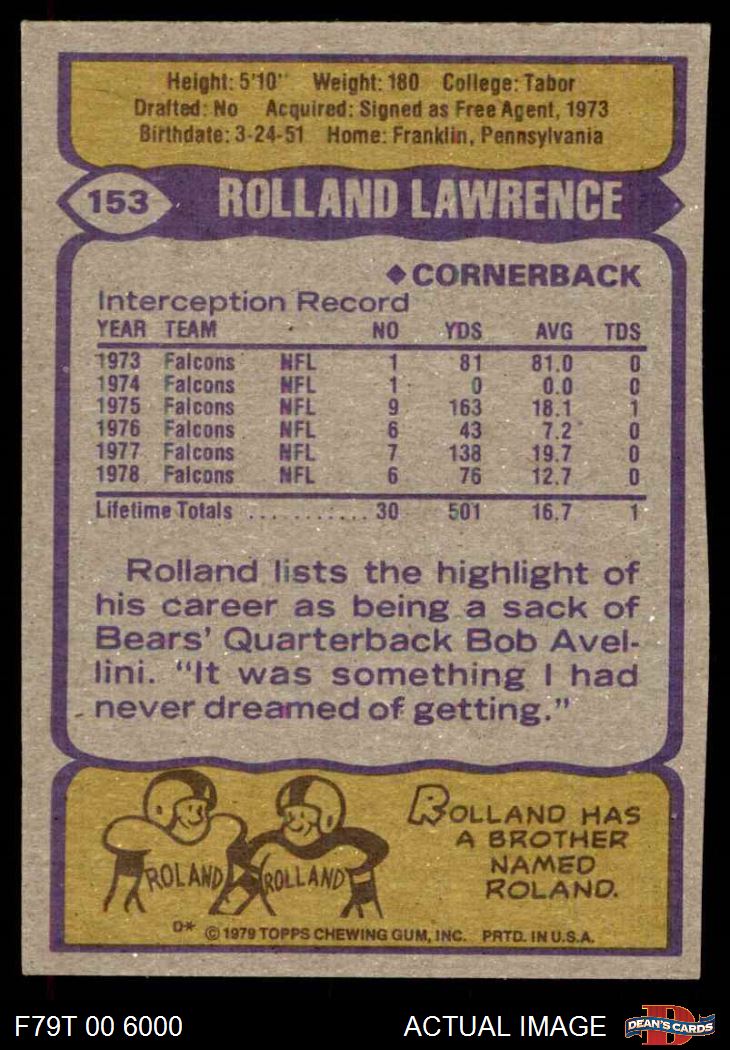 Height: 5'10" Weight: 180 College: Tabor
Drafted: No Acquired: Signed as Free Agent, 1973
Birthdate: 3-24-51 Home: Franklin, Pennsylvania
153 ROLLAND LAWRENCE
◆CORNERBACK
Interception Record
YEAR TEAM NO YDS AVG TDS
1973 Falcons NFL 1 81 81.0 0
1974 Falcons NFL 1 0 0.0 0
1975 Falcons NFL 9 163 18.1 1
1976 Falcons NFL 6 43 7.2 0
1977 Falcons NFL 7 138 19.7 0
1978 Falcons NFL 6 76 12.7 0
Lifetime Totals ........... 30 501 16.7 1
Rolland lists the highlight of
his career as being a sack of
Bears' Quarterback Bob Avel-
lini. "It was something I had
never dreamed of getting."
ROLAND ROLLAND
ROLLAND HAS
A BROTHER
NAMED
ROLAND.
D* © 1979 TOPPS CHEWING GUM, INC. PRTD. IN U.S.A.
F79T 00 6000 ACTUAL IMAGE D DEAN'S CARDS